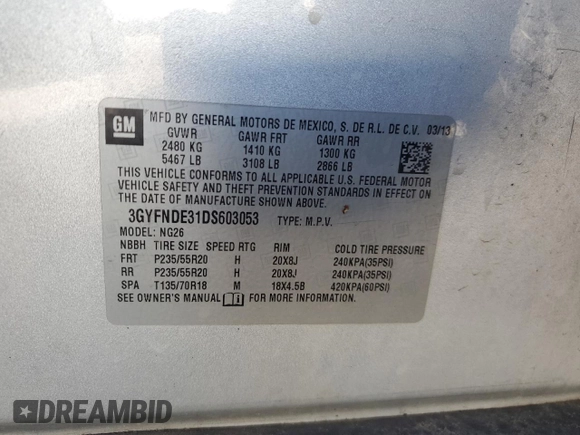 GM
MFD BY GENERAL MOTORS DE MEXICO, S. DE R.L. DE C.V. 03/13
GVWR GAWR FRT GAWR RR
2480 KG 1410 KG 1300 KG
5467 LB 3108 LB 2866 LB
THIS VEHICLE CONFORMS TO ALL APPLICABLE U.S. FEDERAL MOTOR
VEHICLE SAFETY AND THEFT PREVENTION STANDARDS IN EFFECT ON
THE DATE OF MANUFACTURE SHOWN ABOVE.
3GYFNDE31DS603053 TYPE: M.P.V.
MODEL: NG26
NBBH TIRE SIZE SPEED RTG RIM COLD TIRE PRESSURE
FRT P235/55R20 H 20X8J 240KPA(35PSI)
RR P235/55R20 H 20X8J 240KPA(35PSI)
SPA T135/70R18 M 18X4.5B 420KPA(60PSI)
SEE OWNER'S MANUAL FOR MORE INFORMATION.
DREAMBID